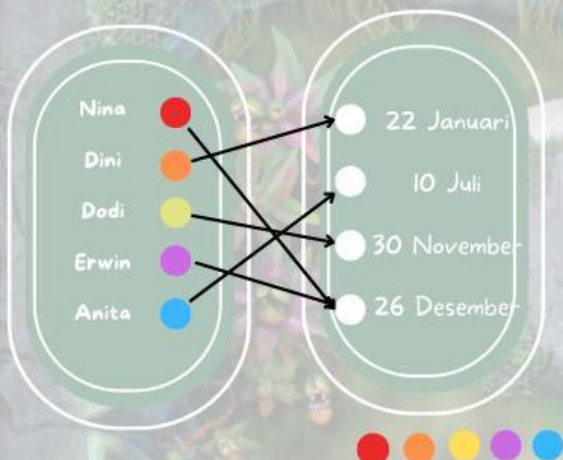 Nina
Dini
Dodi
Erwin
Anita
22 Januari
10 Juli
30 November
26 Desember